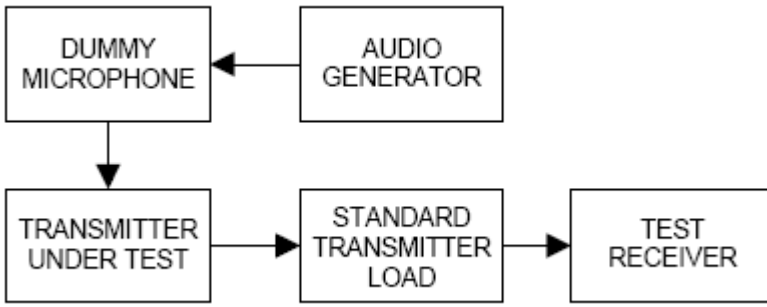 DUMMY
MICROPHONE
AUDIO
GENERATOR
TRANSMITTER
UNDER TEST
STANDARD
TRANSMITTER
LOAD
TEST
RECEIVER